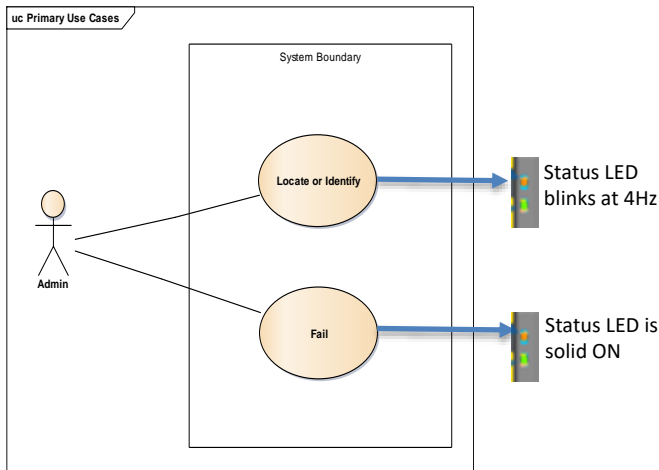 uc Primary Use Cases
System Boundary
Locate or Identify
Status LED
blinks at 4Hz
Admin
Fail
Status LED is
solid ON